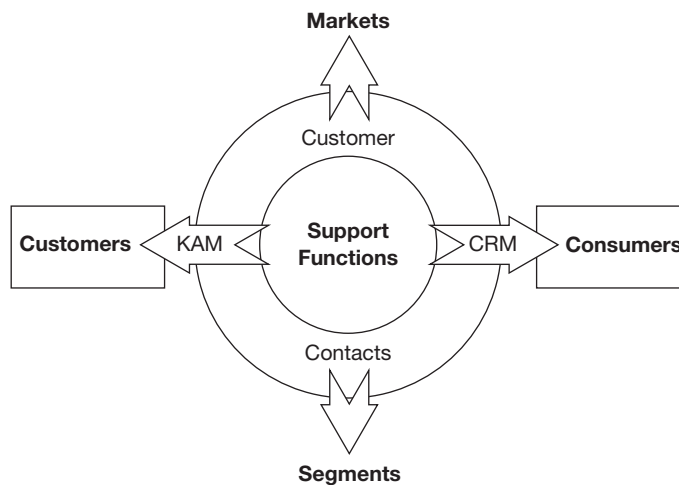 Markets
Customer
Customers
KAM
Support
Functions
CRM
Consumers
Contacts
Segments